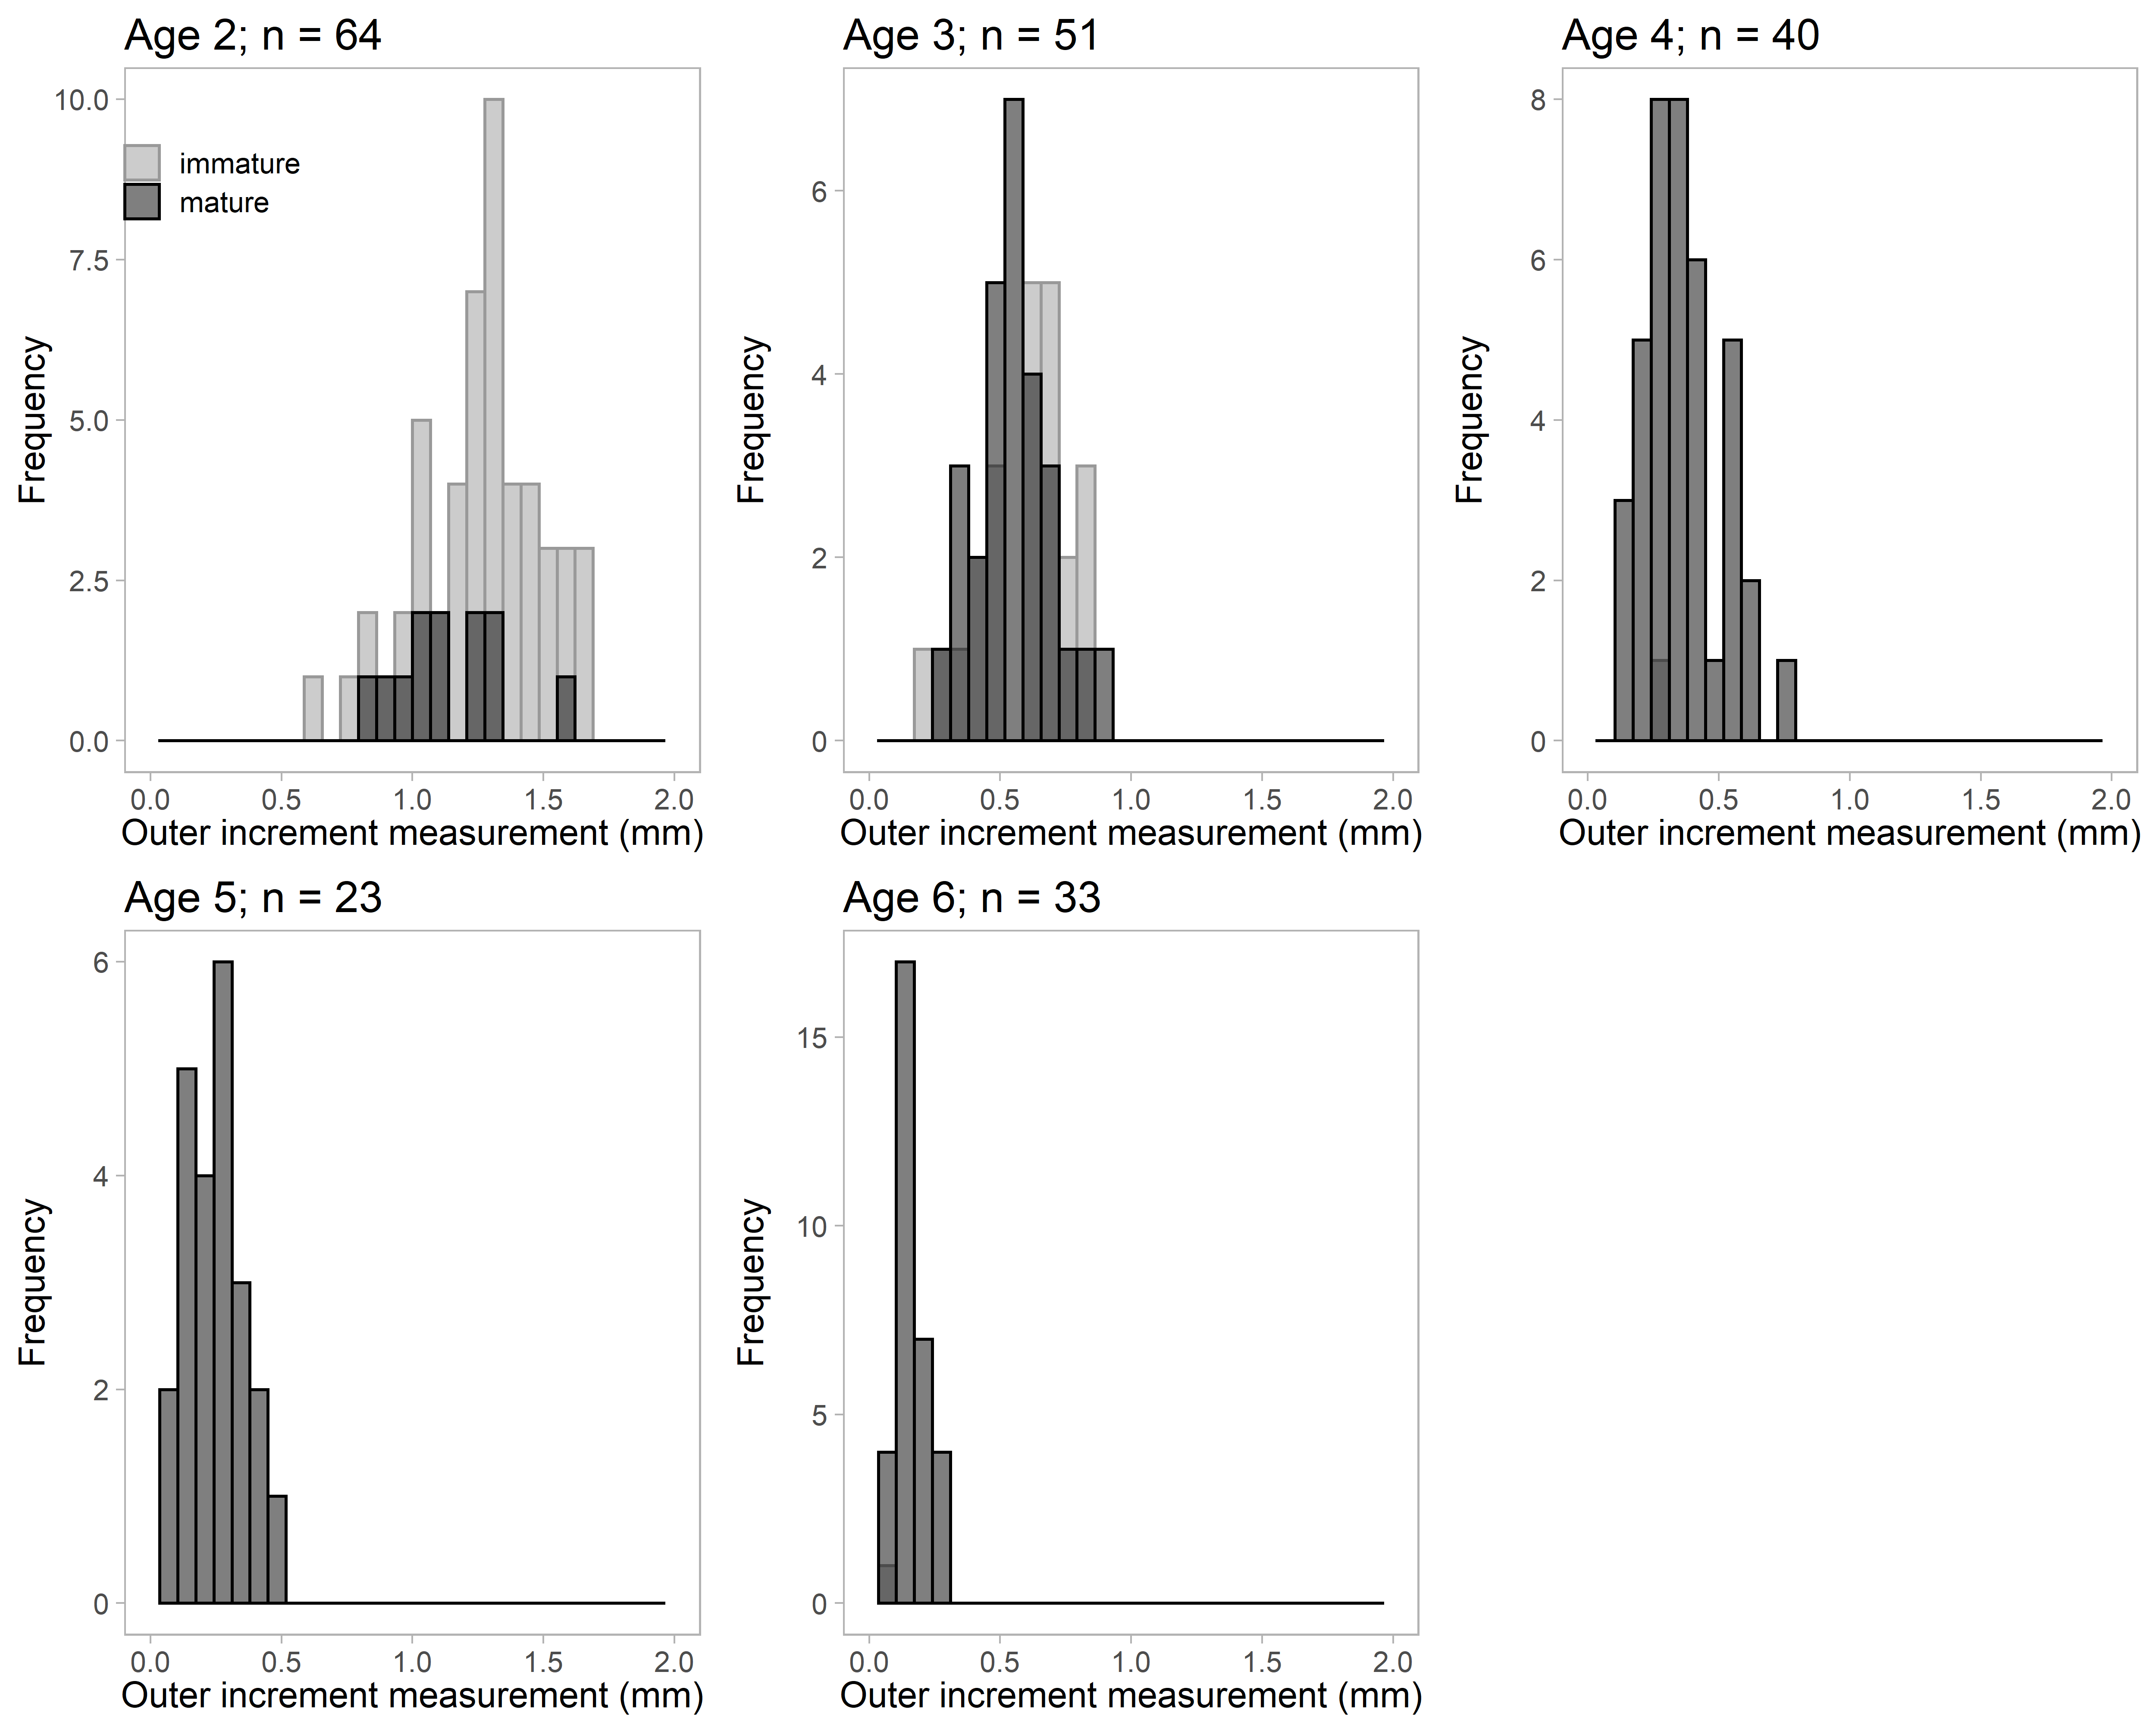 Age 2; n = 64
Frequency
10.0
7.5
5.0
2.5
0.0
immature
mature
0.0 0.5 1.0 1.5 2.0
Outer increment measurement (mm)
Age 3; n = 51
Frequency
6
4
2
0
0.0 0.5 1.0 1.5 2.0
Outer increment measurement (mm)
Age 4; n = 40
Frequency
8
6
4
2
0
0.0 0.5 1.0 1.5 2.0
Outer increment measurement (mm)
Age 5; n = 23
Frequency
6
4
2
0
0.0 0.5 1.0 1.5 2.0
Outer increment measurement (mm)
Age 6; n = 33
Frequency
15
10
5
0
0.0 0.5 1.0 1.5 2.0
Outer increment measurement (mm)